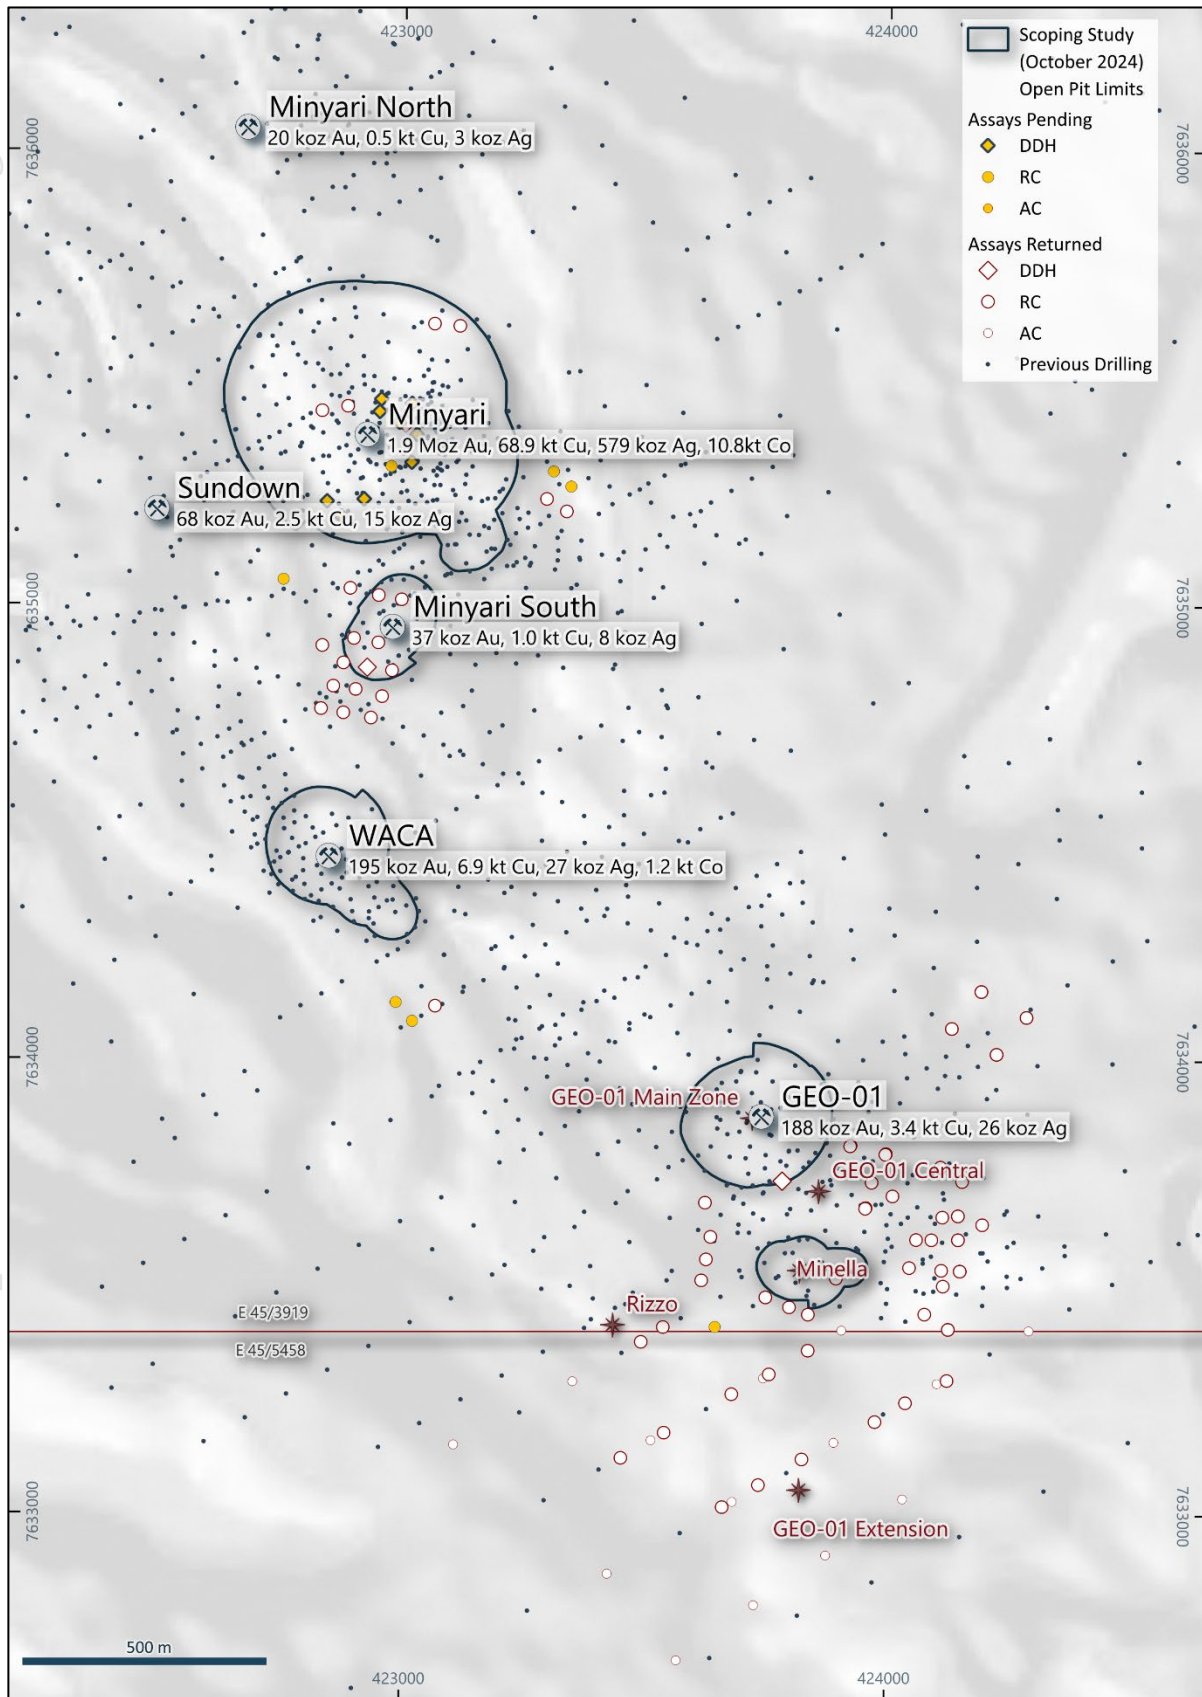 423000
424000
Scoping Study
(October 2024)
Open Pit Limits
Assays Pending
DDH
RC
AC
Assays Returned
DDH
RC
AC
Previous Drilling
Minyari North
20 koz Au, 0.5 kt Cu, 3 koz Ag
7636000
7636000
Minyari
1.9 Moz Au, 68.9 kt Cu, 579 koz Ag, 10.8kt Co
Sundown
68 koz Au, 2.5 kt Cu, 15 koz Ag
7635000
7635000
Minyari South
37 koz Au, 1.0 kt Cu, 8 koz Ag
WACA
195 koz Au, 6.9 kt Cu, 27 koz Ag, 1.2 kt Co
7634000
7634000
GEO-01 Main Zone
GEO-01
188 koz Au, 3.4 kt Cu, 26 koz Ag
GEO-01 Central
Minella
Rizzo
E 45/3919
E 45/5458
7633000
7633000
GEO-01 Extension
500 m
423000
424000